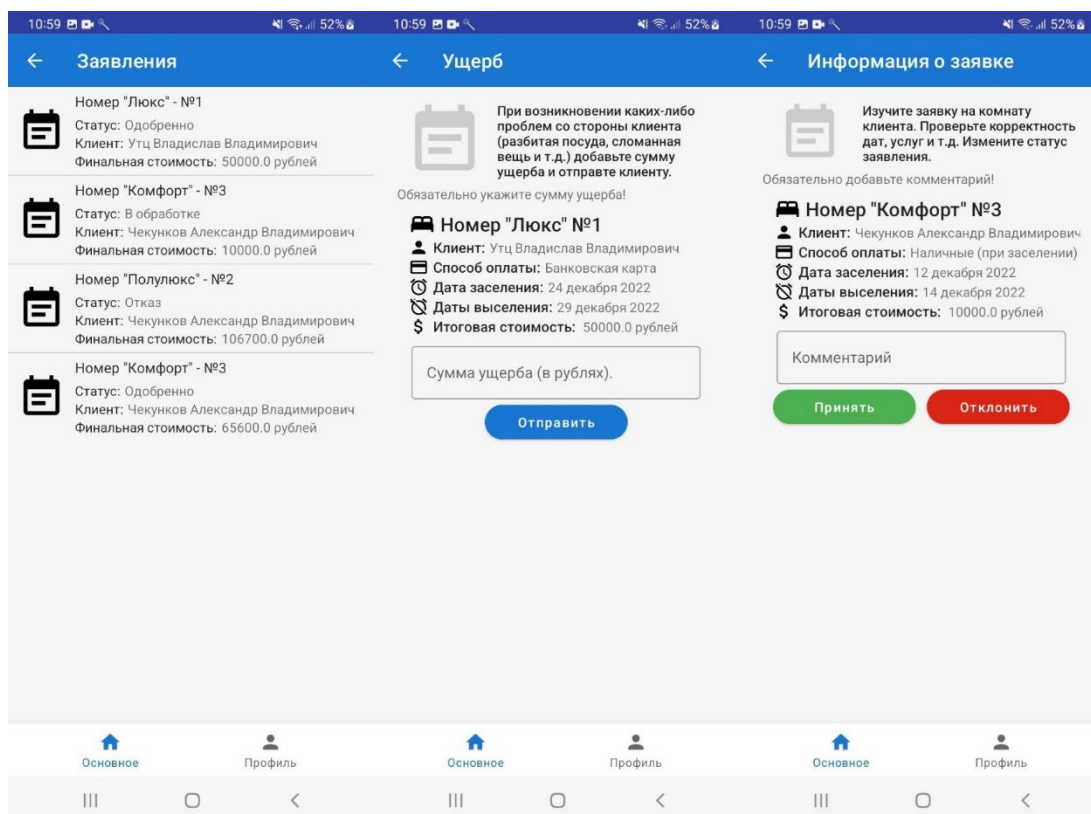 10:59
52%
Заявления
Номер "Люкс" - №1
Статус: Одобренно
Клиент: Утц Владислав Владимирович
Финальная стоимость: 50000.0 рублей
Номер "Комфорт" - №3
Статус: В обработке
Клиент: Чекунков Александр Владимирович
Финальная стоимость: 10000.0 рублей
Номер "Полулюкс" - №2
Статус: Отказ
Клиент: Чекунков Александр Владимирович
Финальная стоимость: 106700.0 рублей
Номер "Комфорт" - №3
Статус: Одобренно
Клиент: Чекунков Александр Владимирович
Финальная стоимость: 65600.0 рублей
Основное
Профиль
10:59
52%
Ущерб
При возникновении каких-либо
проблем со стороны клиента
(разбитая посуда, сломанная
вещь и т.д.) добавьте сумму
ущерба и отправте клиенту.
Обязательно укажите сумму ущерба!
Номер "Люкс" №1
Клиент: Утц Владислав Владимирович
Способ оплаты: Банковская карта
Дата заселения: 24 декабря 2022
Даты выселения: 29 декабря 2022
Итоговая стоимость: 50000.0 рублей
Сумма ущерба (в рублях).
Отправить
Основное
Профиль
10:59
52%
Информация о заявке
Изучите заявку на комнату
клиента. Проверьте корректность
дат, услуг и т.д. Измените статус
заявления.
Обязательно добавьте комментарий!
Номер "Комфорт" №3
Клиент: Чекунков Александр Владимирович
Способ оплаты: Наличные (при заселении)
Дата заселения: 12 декабря 2022
Даты выселения: 14 декабря 2022
Итоговая стоимость: 10000.0 рублей
Комментарий
Принять
Отклонить
Основное
Профиль